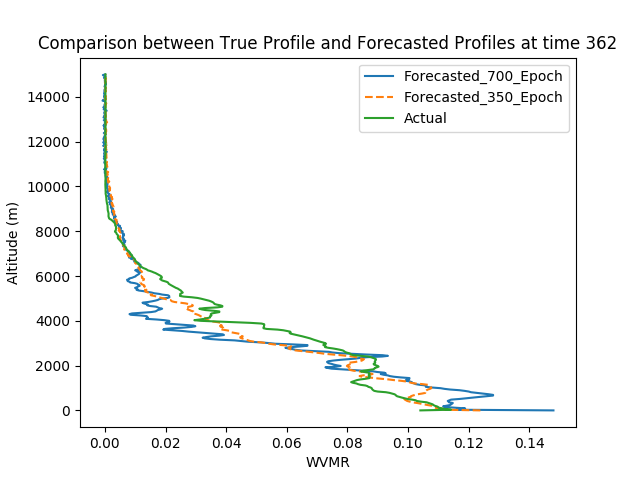 Comparison between True Profile and Forecasted Profiles at time 362
Forecasted_700_Epoch
Forecasted_350_Epoch
Actual
Altitude (m)
14000
12000
10000
8000
6000
4000
2000
0
0.00 0.02 0.04 0.06 0.08 0.10 0.12 0.14
WVMR